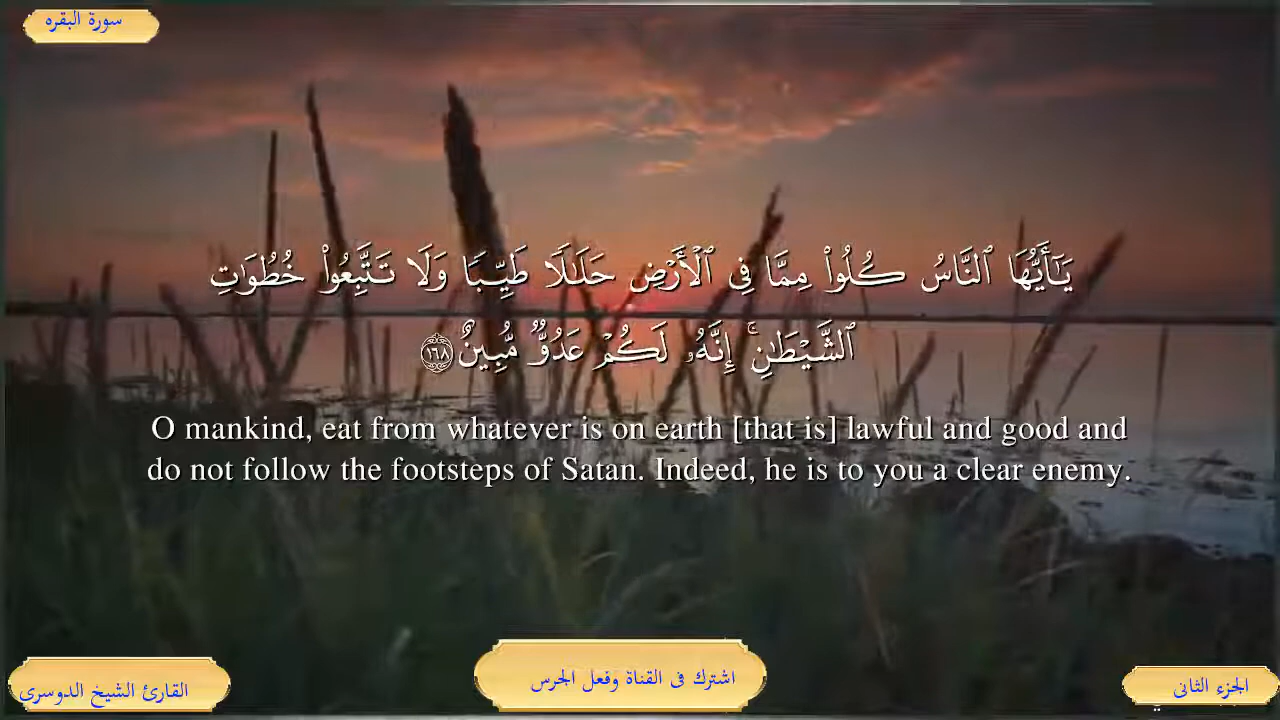 سورة البقره
يَـٰٓأَيُّهَا ٱلنَّاسُ كُلُوا۟ مِمَّا فِى ٱلْأَرْضِ حَلَـٰلًا طَيِّبًا وَلَا تَتَّبِعُوا۟ خُطُوَٰتِ
ٱلشَّيْطَـٰنِ ۚ إِنَّهُۥ لَكُمْ عَدُوٌّ مُّبِينٌ ١٦٨
O mankind, eat from whatever is on earth [that is] lawful and good and
do not follow the footsteps of Satan. Indeed, he is to you a clear enemy.
القارئ الشيخ الدوسرى
اشترك فى القناة وفعل الجرس
الجزء الثانى